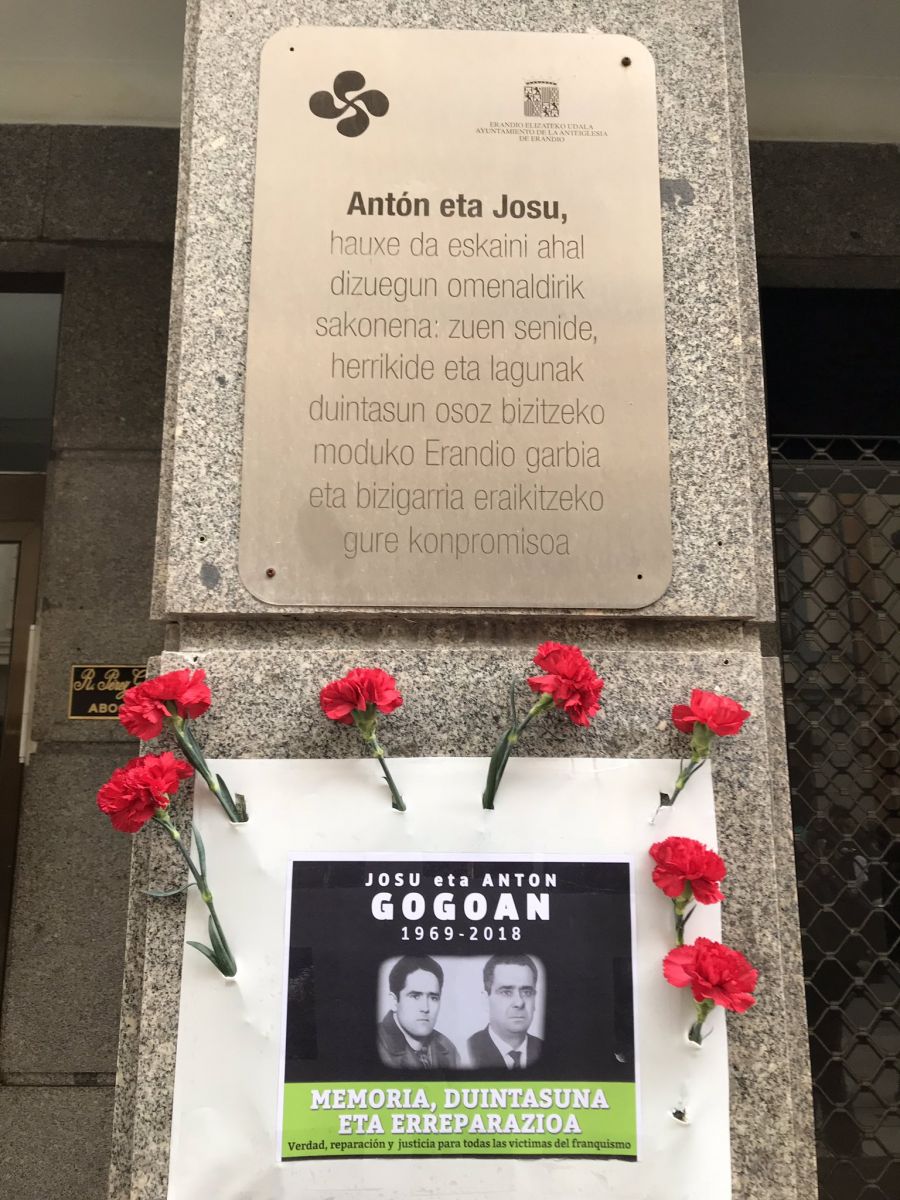 ERANDIO ELIZATEKO UDALA
AYUNTAMIENTO DE LA ANTEIGLESIA
DE ERANDIO
Antón eta Josu,
hauxe da eskaini ahal
dizuegun omenaldirik
sakonena: zuen senide,
herrikide eta lagunak
duintasun osoz bizitzeko
moduko Erandio garbia
eta bizigarria eraikitzeko
gure konpromisoa
R. Pérez
JOSU eta ANTON
GOGOAN
1969-2018
MEMORIA, DUINTASUNA
ETA ERREPARAZIOA
Verdad, reparación y justicia para todas las victimas del franquismo